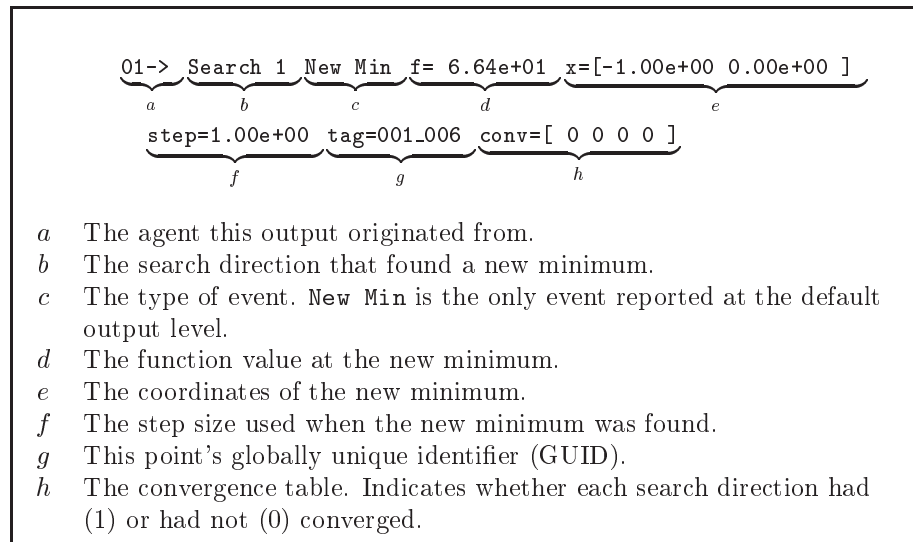 01-> Search 1 New Min f= 6.64e+01 x=[-1.00e+00 0.00e+00 ]
a b c d e
step=1.00e+00 tag=001_006 conv=[ 0 0 0 0 ]
f g h
a The agent this output originated from.
b The search direction that found a new minimum.
c The type of event. New Min is the only event reported at the default
output level.
d The function value at the new minimum.
e The coordinates of the new minimum.
f The step size used when the new minimum was found.
g This point's globally unique identifier (GUID).
h The convergence table. Indicates whether each search direction had
(1) or had not (0) converged.